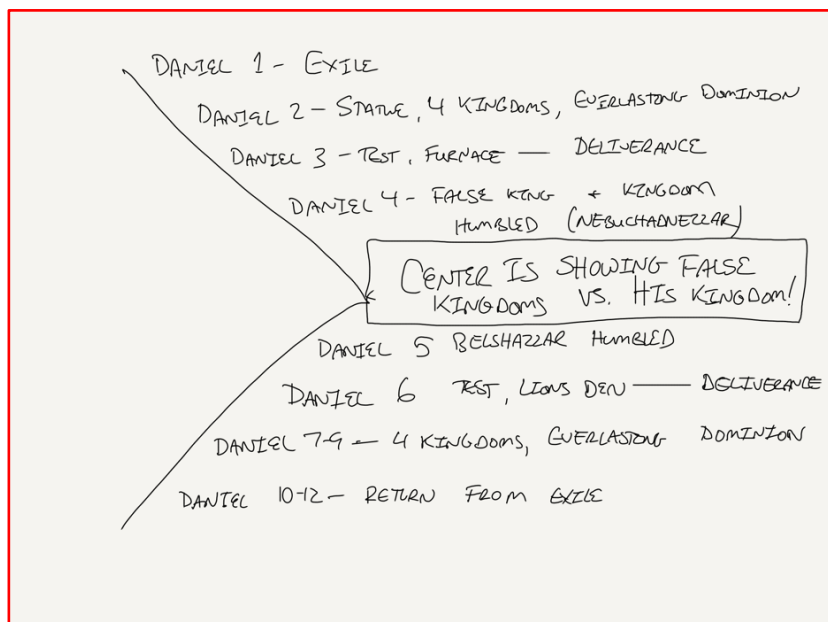 DANIEL 1 - EXILE
DANIEL 2 - STATUE, 4 KINGDOMS, EVERLASTING DOMINION
DANIEL 3 - TEST, FURNACE — DELIVERANCE
DANIEL 4 - FALSE KING + KINGDOM
HUMBLED (NEBUCHADNEZZAR)
CENTER IS SHOWING FALSE
KINGDOMS VS. HIS KINGDOM!
DANIEL 5 BELSHAZZAR HUMBLED
DANIEL 6 TEST, LIONS DEN — DELIVERANCE
DANIEL 7-9 - 4 KINGDOMS, EVERLASTING DOMINION
DANIEL 10-12 - RETURN FROM EXILE